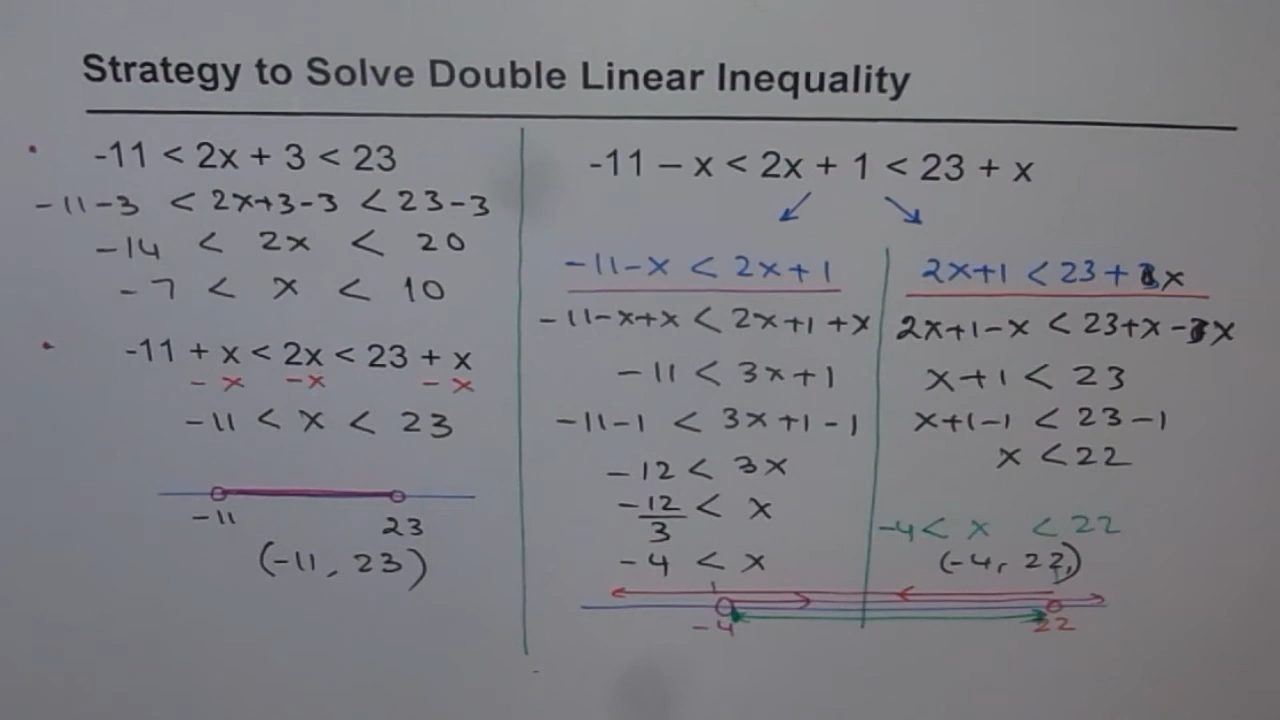 Strategy to Solve Double Linear Inequality
-11 < 2x + 3 < 23
-11-3 < 2x+3-3 < 23-3
-14 < 2x < 20
-7 < x < 10
-11 + x < 2x < 23 + x
-x -x -x
-11 < x < 23
-11 23
(-11, 23)
-11 – x < 2x + 1 < 23 + x
-11-x < 2x+1
-11-x+x < 2x+1+x
-11 < 3x+1
-11-1 < 3x+1-1
-12 < 3x
-12/3 < x
-4 < x
2x+1 < 23+x
2x+1-x < 23+x-x
x+1 < 23
x+1-1 < 23-1
x < 22
-4 < x < 22
(-4, 22)
-4 22